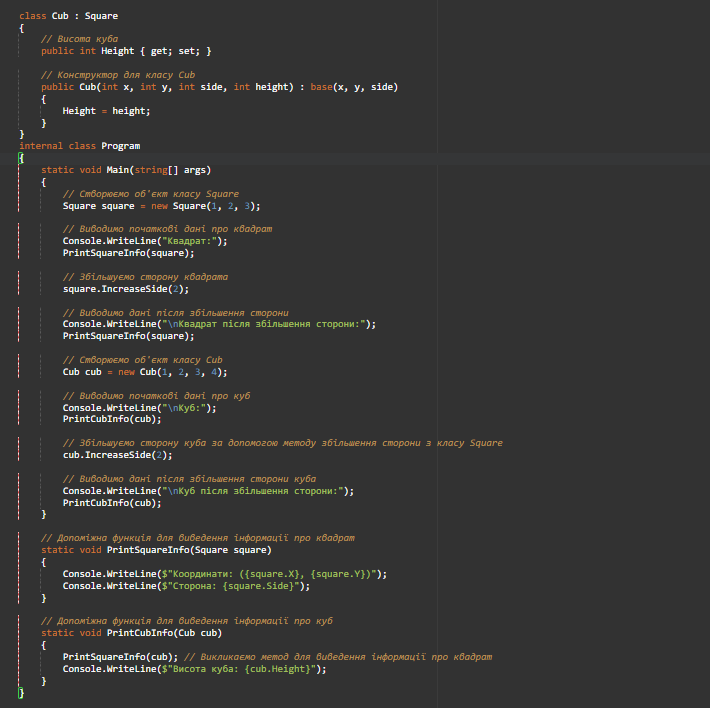 class Cub : Square
{
// Висота куба
public int Height { get; set; }
// Конструктор для класу Cub
public Cub(int x, int y, int side, int height) : base(x, y, side)
{
Height = height;
}
}
internal class Program
{
static void Main(string[] args)
{
// Створюємо об'єкт класу Square
Square square = new Square(1, 2, 3);
// Виводимо початкові дані про квадрат
Console.WriteLine("Квадрат:");
PrintSquareInfo(square);
// Збільшуємо сторону квадрата
square.IncreaseSide(2);
// Виводимо дані після збільшення сторони
Console.WriteLine("\nКвадрат після збільшення сторони:");
PrintSquareInfo(square);
// Створюємо об'єкт класу Cub
Cub cub = new Cub(1, 2, 3, 4);
// Виводимо початкові дані про куб
Console.WriteLine("\nКуб:");
PrintCubInfo(cub);
// Збільшуємо сторону куба за допомогою методу збільшення сторони з класу Square
cub.IncreaseSide(2);
// Виводимо дані після збільшення сторони куба
Console.WriteLine("\nКуб після збільшення сторони:");
PrintCubInfo(cub);
}
// Допоміжна функція для виведення інформації про квадрат
static void PrintSquareInfo(Square square)
{
Console.WriteLine($"Координати: ({square.X}, {square.Y})");
Console.WriteLine($"Сторона: {square.Side}");
}
// Допоміжна функція для виведення інформації про куб
static void PrintCubInfo(Cub cub)
{
PrintSquareInfo(cub); // Викликаємо метод для виведення інформації про квадрат
Console.WriteLine($"Висота куба: {cub.Height}");
}
}